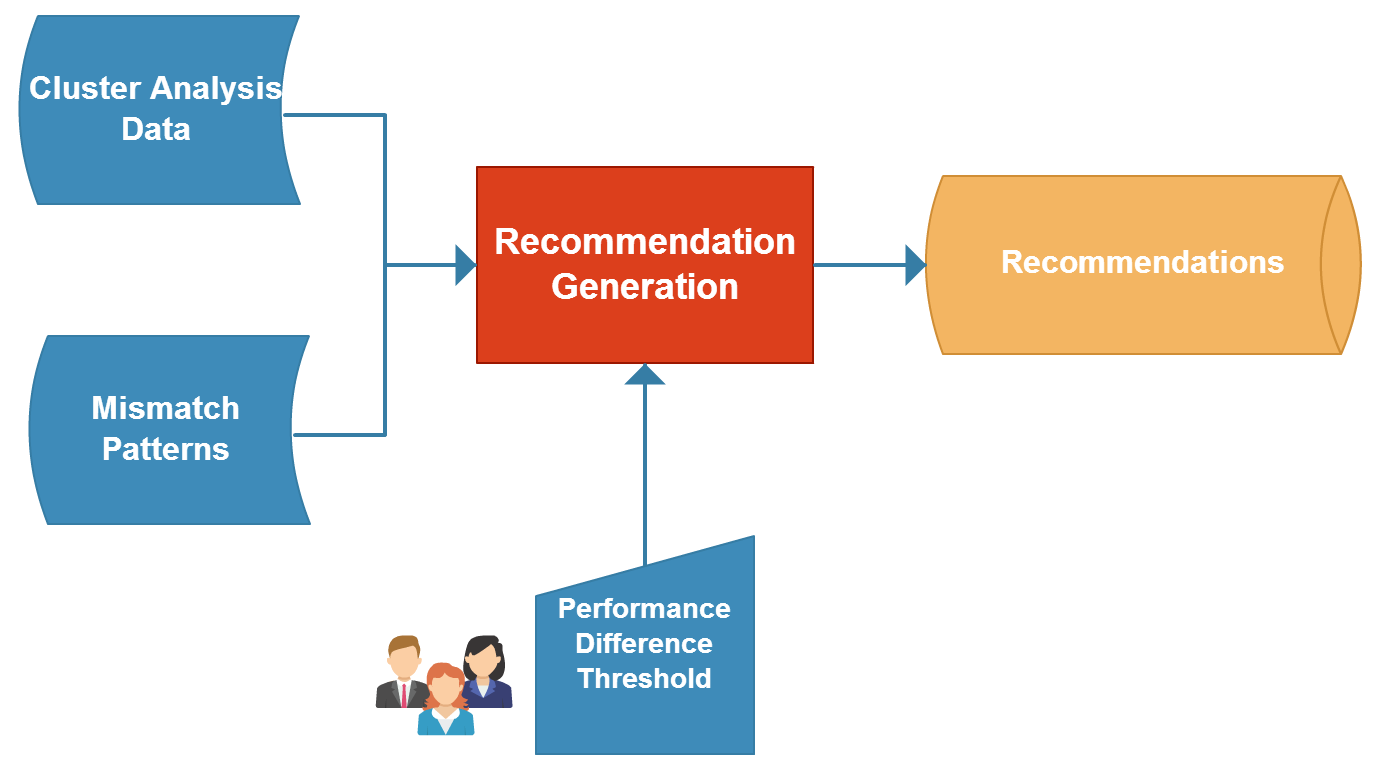 Cluster Analysis
Data
Recommendation
Generation
Recommendations
Mismatch
Patterns
Performance
Difference
Threshold